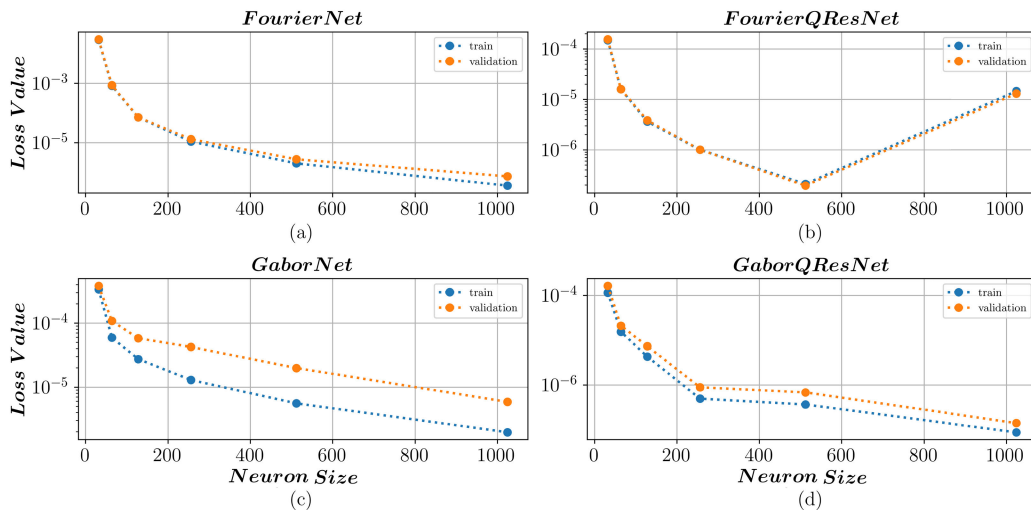 FourierNet
Loss Value
10⁻³
10⁻⁵
train
validation
0 200 400 600 800 1000
(a)
FourierQResNet
10⁻⁴
10⁻⁵
10⁻⁶
train
validation
0 200 400 600 800 1000
(b)
GaborNet
Loss Value
10⁻⁴
10⁻⁵
train
validation
0 200 400 600 800 1000
Neuron Size
(c)
GaborQResNet
10⁻⁴
10⁻⁶
train
validation
0 200 400 600 800 1000
Neuron Size
(d)